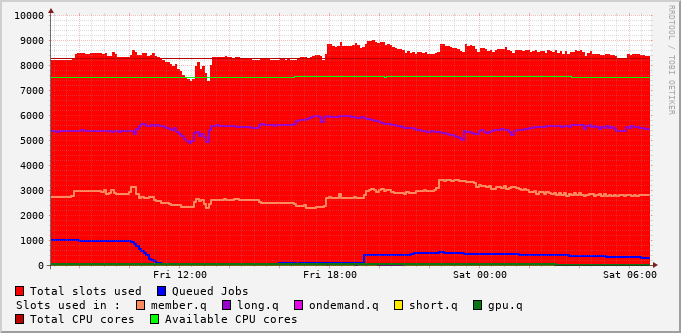 10000
9000
8000
7000
6000
5000
4000
3000
2000
1000
0
Fri 12:00 Fri 18:00 Sat 00:00 Sat 06:00
RRDTOOL / TOBI OETIKER
Total slots used Queued Jobs
Slots used in : member.q long.q ondemand.q short.q gpu.q
Total CPU cores Available CPU cores